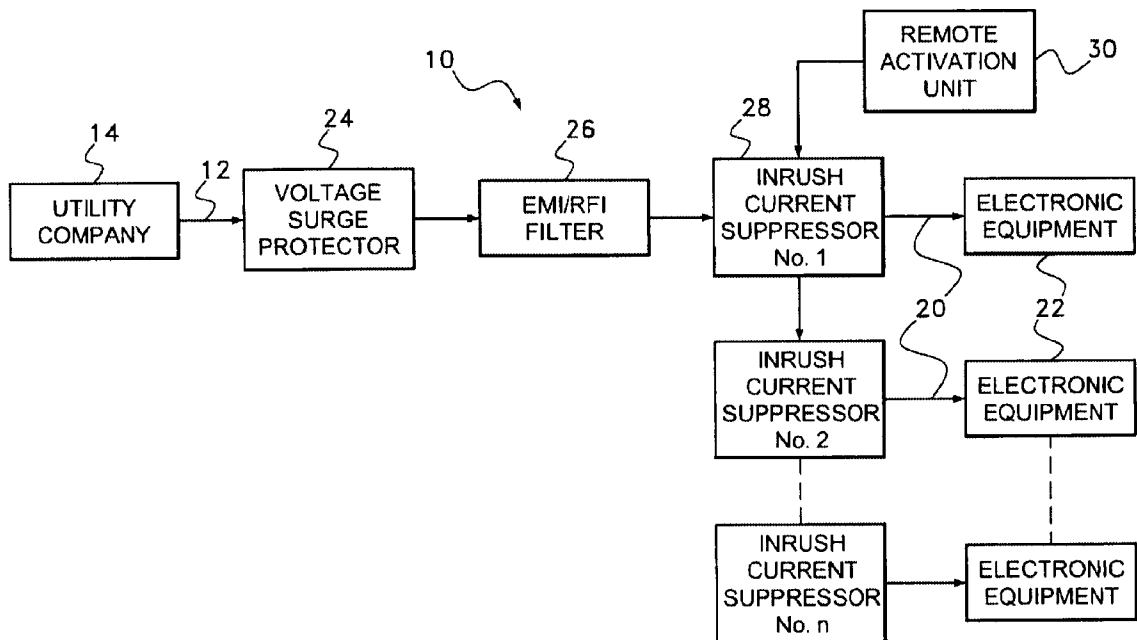 REMOTE
ACTIVATION
UNIT
30
10
14
12
24
26
28
UTILITY
COMPANY
VOLTAGE
SURGE
PROTECTOR
EMI/RFI
FILTER
INRUSH
CURRENT
SUPPRESSOR
No. 1
ELECTRONIC
EQUIPMENT
20
22
INRUSH
CURRENT
SUPPRESSOR
No. 2
ELECTRONIC
EQUIPMENT
INRUSH
CURRENT
SUPPRESSOR
No. n
ELECTRONIC
EQUIPMENT